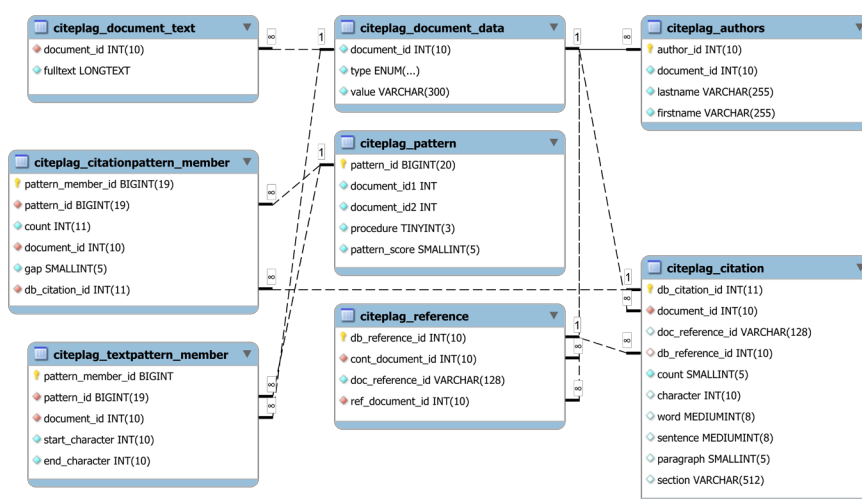 citeplag_document_text
document_id INT(10)
fulltext LONGTEXT
∞
1
citeplag_document_data
document_id INT(10)
type ENUM(...)
value VARCHAR(300)
1
∞
citeplag_authors
author_id INT(10)
document_id INT(10)
lastname VARCHAR(255)
firstname VARCHAR(255)
citeplag_citationpattern_member
pattern_member_id BIGINT(19)
pattern_id BIGINT(19)
count INT(11)
document_id INT(10)
gap SMALLINT(5)
db_citation_id INT(11)
∞
∞
1
citeplag_pattern
pattern_id BIGINT(20)
document_id1 INT
document_id2 INT
procedure TINYINT(3)
pattern_score SMALLINT(5)
citeplag_textpattern_member
pattern_member_id BIGINT
pattern_id BIGINT(19)
document_id INT(10)
start_character INT(10)
end_character INT(10)
∞
∞
citeplag_reference
db_reference_id INT(10)
cont_document_id INT(10)
doc_reference_id VARCHAR(128)
ref_document_id INT(10)
1
∞
∞
1
∞
∞
citeplag_citation
db_citation_id INT(11)
document_id INT(10)
doc_reference_id VARCHAR(128)
db_reference_id INT(10)
count SMALLINT(5)
character INT(10)
word MEDIUMINT(8)
sentence MEDIUMINT(8)
paragraph SMALLINT(5)
section VARCHAR(512)